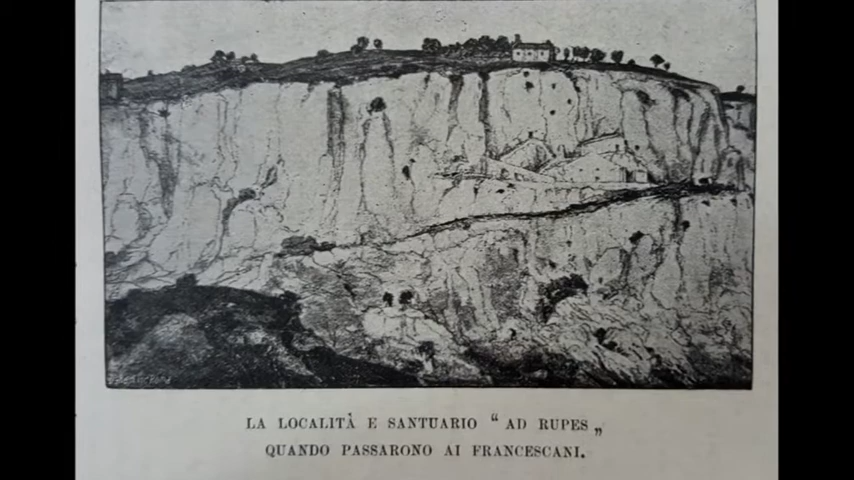 LA LOCALITÀ E SANTUARIO “ AD RUPES „
QUANDO PASSARONO AI FRANCESCANI.